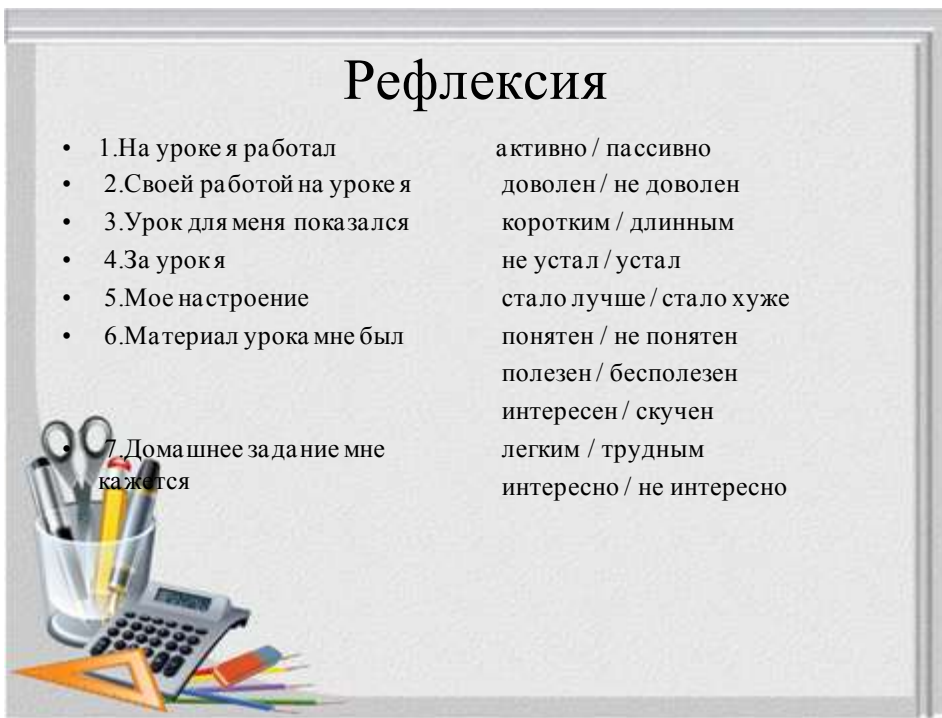 Рефлексия
• 1.На уроке я работал активно / пассивно
• 2.Своей работой на уроке я доволен / не доволен
• 3.Урок для меня показался коротким / длинным
• 4.За урок я не устал / устал
• 5.Мое настроение стало лучше / стало хуже
• 6.Материал урока мне был понятен / не понятен
полезен / бесполезен
интересен / скучен
• 7.Домашнее задание мне легким / трудным
кажется интересно / не интересно